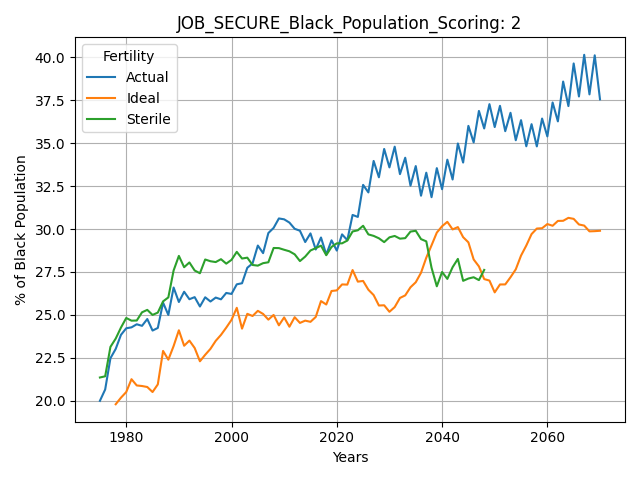 JOB_SECURE_Black_Population_Scoring: 2
Fertility
Actual
Ideal
Sterile
% of Black Population
40.0
37.5
35.0
32.5
30.0
27.5
25.0
22.5
20.0
1980 2000 2020 2040 2060
Years